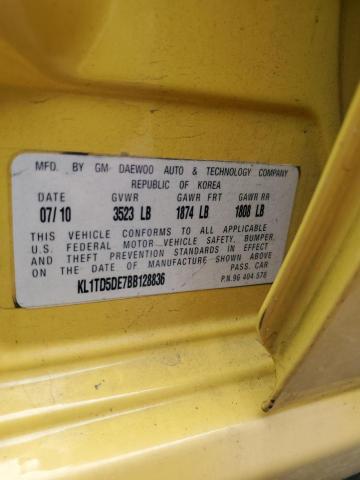 MFD. BY GM DAEWOO AUTO & TECHNOLOGY COMPANY
REPUBLIC OF KOREA
DATE GVWR GAWR FRT GAWR RR
07/10 3523 LB 1874 LB 1808 LB
THIS VEHICLE CONFORMS TO ALL APPLICABLE
U.S. FEDERAL MOTOR VEHICLE SAFETY, BUMPER,
AND THEFT PREVENTION STANDARDS IN EFFECT
ON THE DATE OF MANUFACTURE SHOWN ABOVE
KL1TD5DE7BB128836 PASS. CAR
P.N.96 404 578